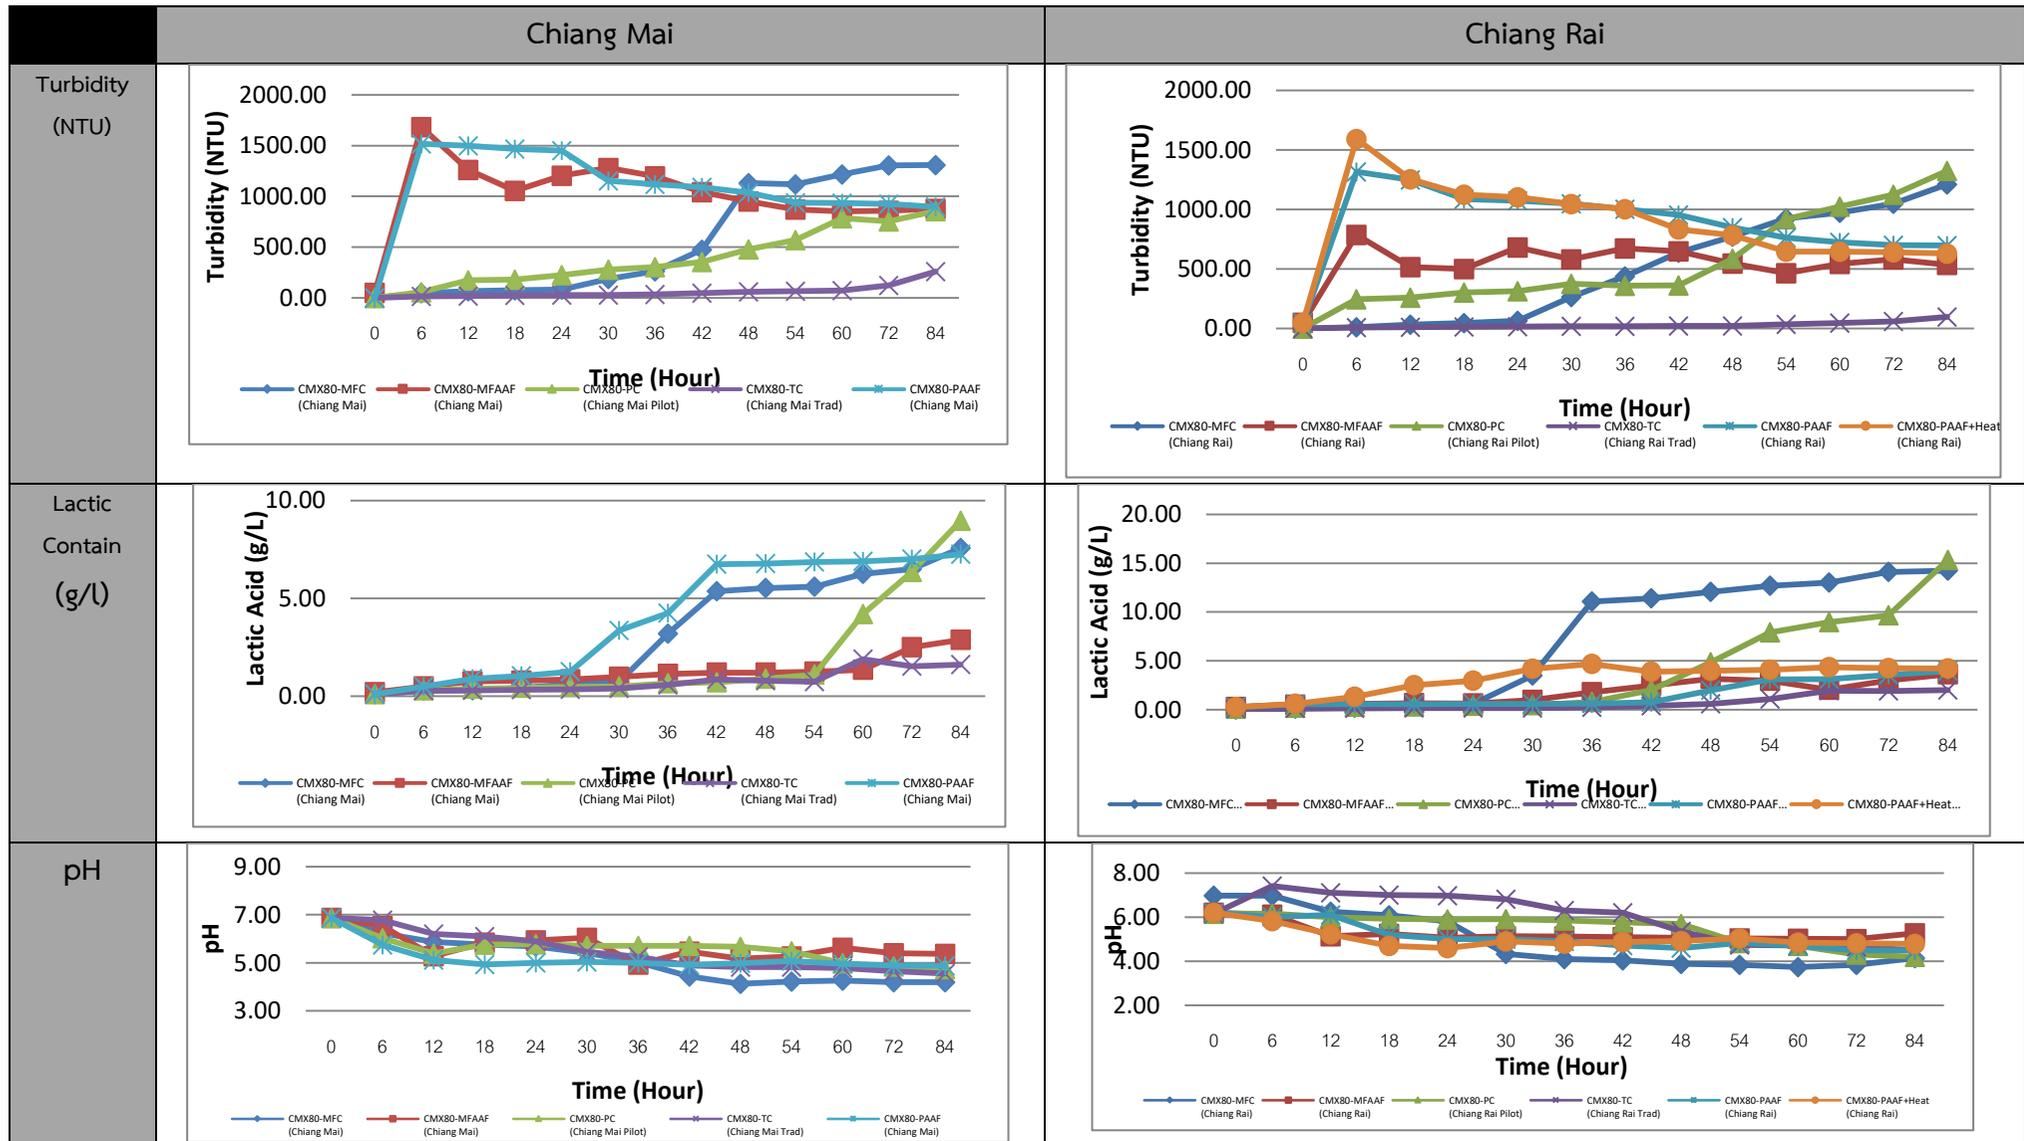 Chiang Mai
Chiang Rai
Turbidity
(NTU)
Turbidity (NTU)
2000.00
1500.00
1000.00
500.00
0.00
0 6 12 18 24 30 36 42 48 54 60 72 84
Time (Hour)
CMX80-MFC CMX80-MFAAF CMX80-PC CMX80-TC CMX80-PAAF
(Chiang Mai) (Chiang Mai) (Chiang Mai Pilot) (Chiang Mai Trad) (Chiang Mai)
Turbidity (NTU)
2000.00
1500.00
1000.00
500.00
0.00
0 6 12 18 24 30 36 42 48 54 60 72 84
Time (Hour)
CMX80-MFC CMX80-MFAAF CMX80-PC CMX80-TC CMX80-PAAF CMX80-PAAF+Heat
(Chiang Rai) (Chiang Rai) (Chiang Rai Pilot) (Chiang Rai Trad) (Chiang Rai) (Chiang Rai)
Lactic
Contain
(g/l)
Lactic Acid (g/L)
10.00
5.00
0.00
0 6 12 18 24 30 36 42 48 54 60 72 84
Time (Hour)
CMX80-MFC CMX80-MFAAF CMX80-PC CMX80-TC CMX80-PAAF
(Chiang Mai) (Chiang Mai) (Chiang Mai Pilot) (Chiang Mai Trad) (Chiang Mai)
Lactic Acid (g/L)
20.00
15.00
10.00
5.00
0.00
0 6 12 18 24 30 36 42 48 54 60 72 84
Time (Hour)
CMX80-MFC... CMX80-MFAAF... CMX80-PC... CMX80-TC... CMX80-PAAF... CMX80-PAAF+Heat...
pH
pH
9.00
7.00
5.00
3.00
0 6 12 18 24 30 36 42 48 54 60 72 84
Time (Hour)
CMX80-MFC CMX80-MFAAF CMX80-PC CMX80-TC CMX80-PAAF
(Chiang Mai) (Chiang Mai) (Chiang Mai Pilot) (Chiang Mai Trad) (Chiang Mai)
pH
8.00
6.00
4.00
2.00
0 6 12 18 24 30 36 42 48 54 60 72 84
Time (Hour)
CMX80-MFC CMX80-MFAAF CMX80-PC CMX80-TC CMX80-PAAF CMX80-PAAF+Heat
(Chiang Rai) (Chiang Rai) (Chiang Rai Pilot) (Chiang Rai Trad) (Chiang Rai) (Chiang Rai)